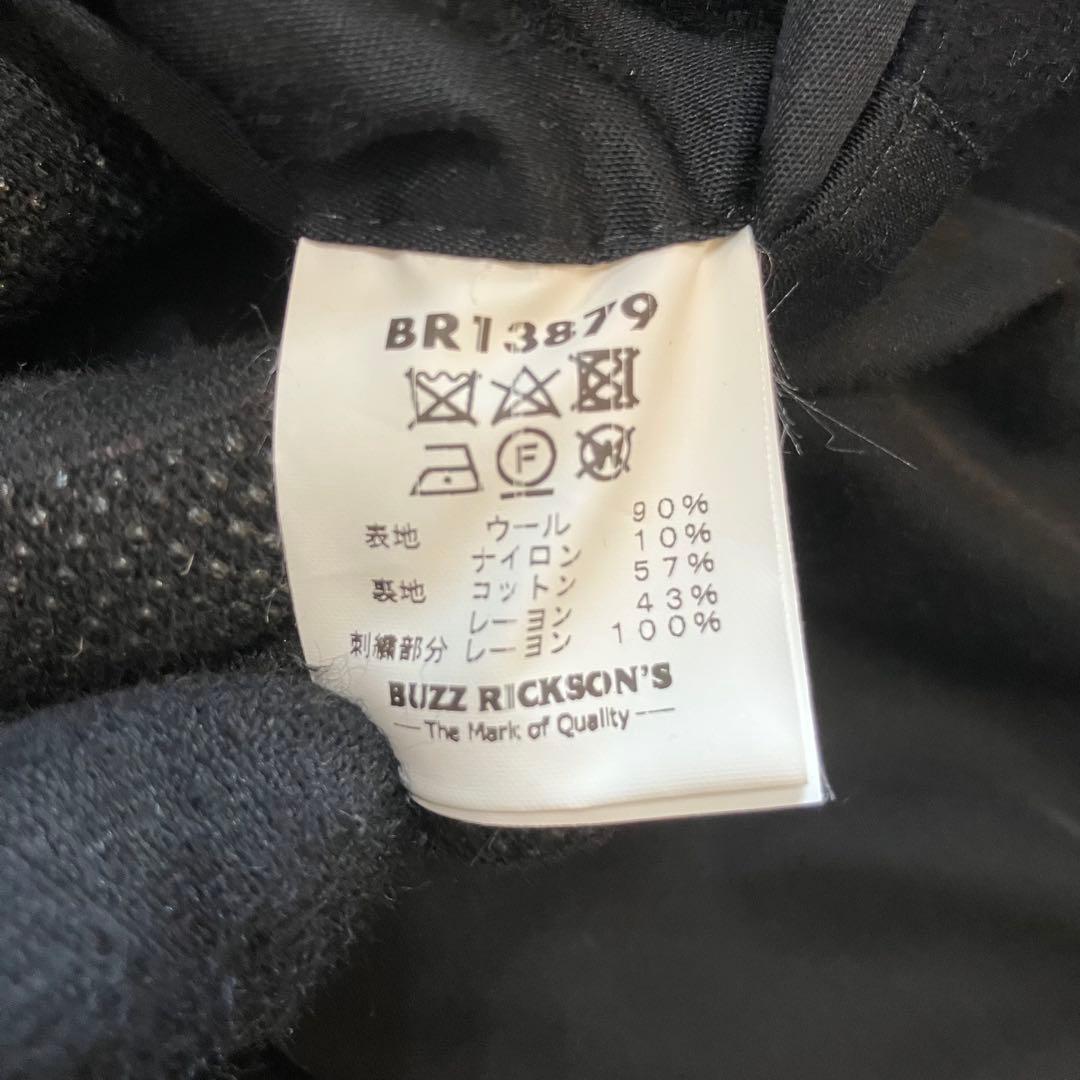 BR13879
F
W
表地 ウール 90%
ナイロン 10%
裏地 コットン 57%
レーヨン 43%
刺繍部分 レーヨン 100%
BUZZ RICKSON'S
The Mark of Quality